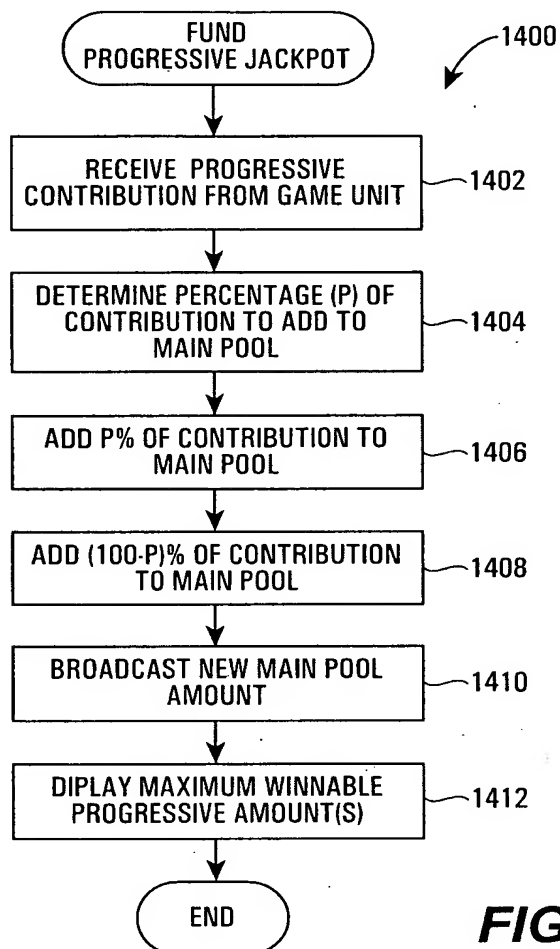 FUND
PROGRESSIVE JACKPOT
1400
RECEIVE PROGRESSIVE
CONTRIBUTION FROM GAME UNIT
1402
DETERMINE PERCENTAGE (P) OF
CONTRIBUTION TO ADD TO
MAIN POOL
1404
ADD P% OF CONTRIBUTION TO
MAIN POOL
1406
ADD (100-P)% OF CONTRIBUTION
TO MAIN POOL
1408
BROADCAST NEW MAIN POOL
AMOUNT
1410
DIPLAY MAXIMUM WINNABLE
PROGRESSIVE AMOUNT(S)
1412
END
FIG